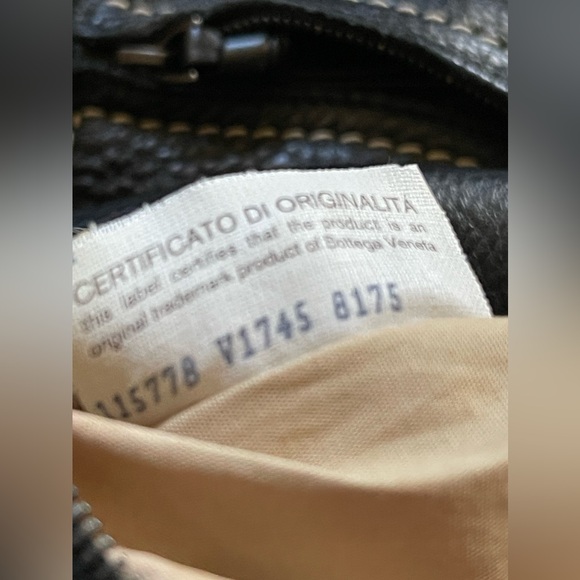 CERTIFICATO DI ORIGINALITÀ
this label certifies that the product is an
original trademark product of Bottega Veneta
115778 V1745 8175